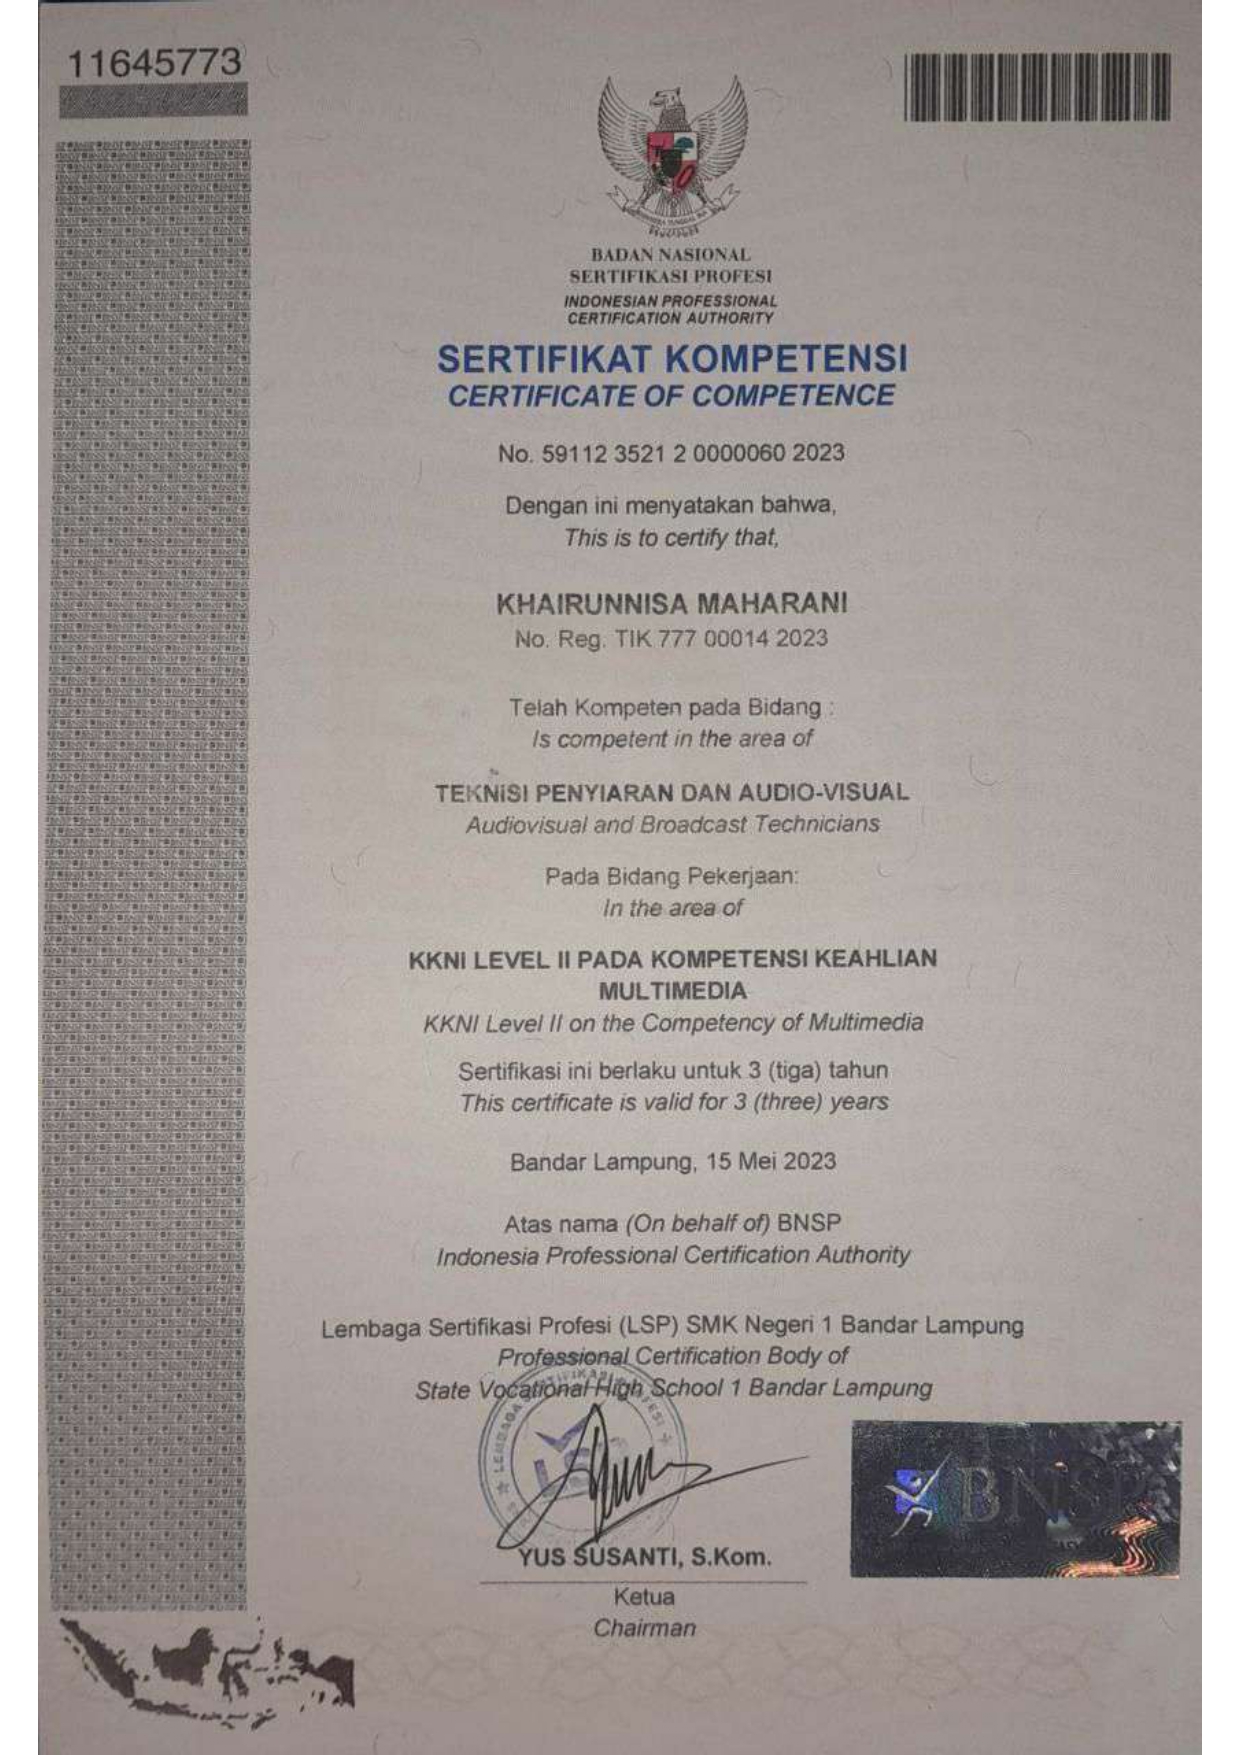 11645773
BADAN NASIONAL
SERTIFIKASI PROFESI
INDONESIAN PROFESSIONAL
CERTIFICATION AUTHORITY
SERTIFIKAT KOMPETENSI
CERTIFICATE OF COMPETENCE
No. 59112 3521 2 0000060 2023
Dengan ini menyatakan bahwa,
This is to certify that,
KHAIRUNNISA MAHARANI
No. Reg. TIK 777 00014 2023
Telah Kompeten pada Bidang :
Is competent in the area of
TEKNISI PENYIARAN DAN AUDIO-VISUAL
Audiovisual and Broadcast Technicians
Pada Bidang Pekerjaan:
In the area of
KKNI LEVEL II PADA KOMPETENSI KEAHLIAN
MULTIMEDIA
KKNI Level II on the Competency of Multimedia
Sertifikasi ini berlaku untuk 3 (tiga) tahun
This certificate is valid for 3 (three) years
Bandar Lampung, 15 Mei 2023
Atas nama (On behalf of) BNSP
Indonesia Professional Certification Authority
Lembaga Sertifikasi Profesi (LSP) SMK Negeri 1 Bandar Lampung
Professional Certification Body of
State Vocational High School 1 Bandar Lampung
LEMBAGA
BNSP
YUS SUSANTI, S.Kom.
Ketua
Chairman